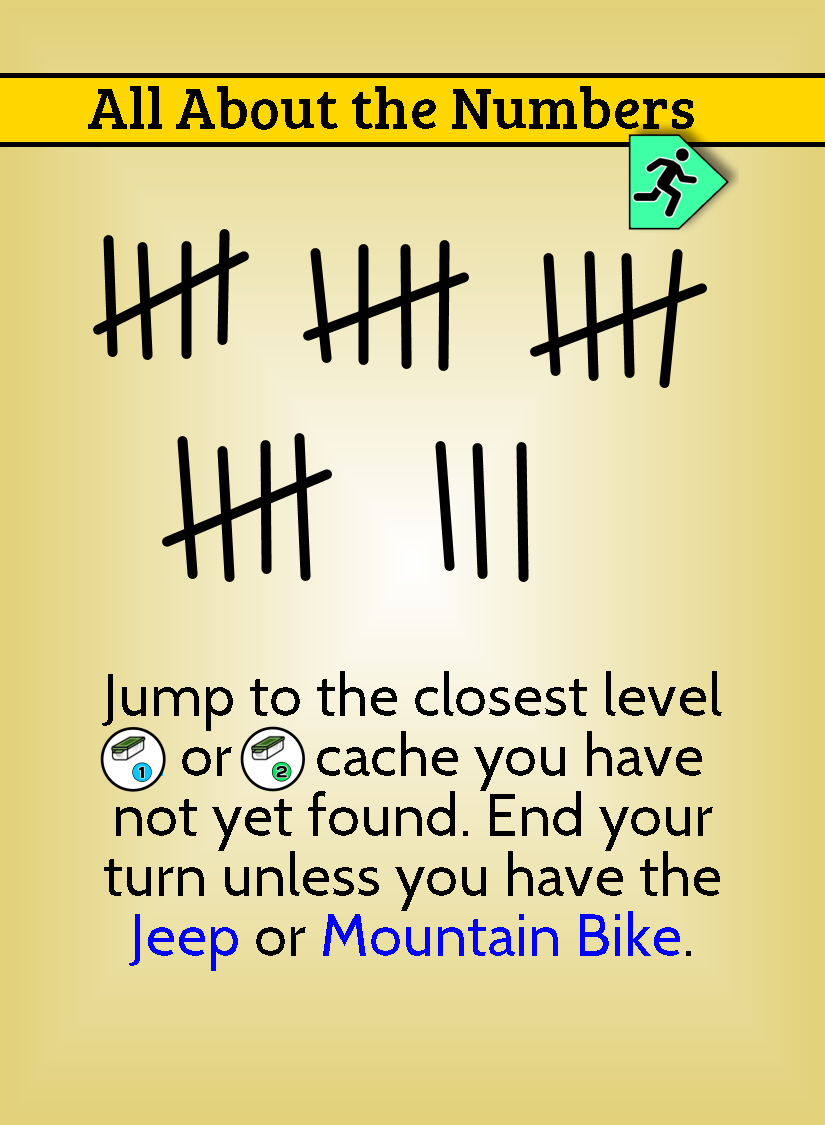 All About the Numbers
Jump to the closest level
1 or 2 cache you have
not yet found. End your
turn unless you have the
Jeep or Mountain Bike.